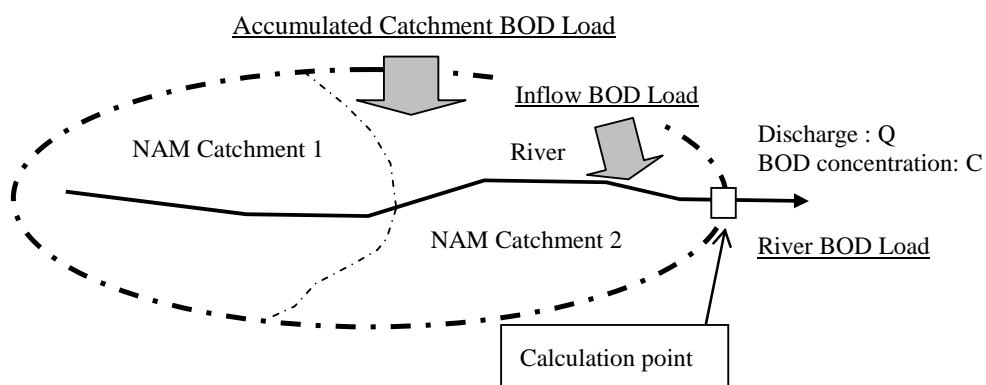 Accumulated Catchment BOD Load
Inflow BOD Load
NAM Catchment 1
River
Discharge : Q
BOD concentration: C
NAM Catchment 2
River BOD Load
Calculation point